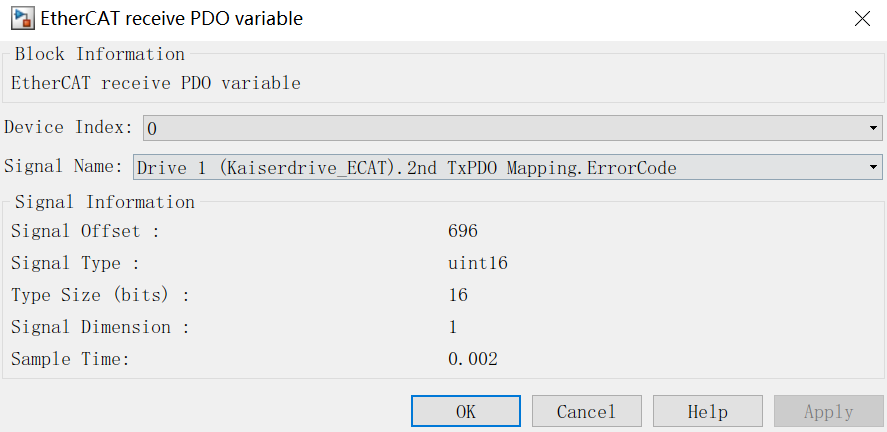 EtherCAT receive PDO variable
Block Information
EtherCAT receive PDO variable
Device Index: 0
Signal Name: Drive 1 (Kaiserdrive_ECAT).2nd TxPDO Mapping.ErrorCode
Signal Information
Signal Offset : 696
Signal Type : uint16
Type Size (bits) : 16
Signal Dimension : 1
Sample Time: 0.002
OK Cancel Help Apply